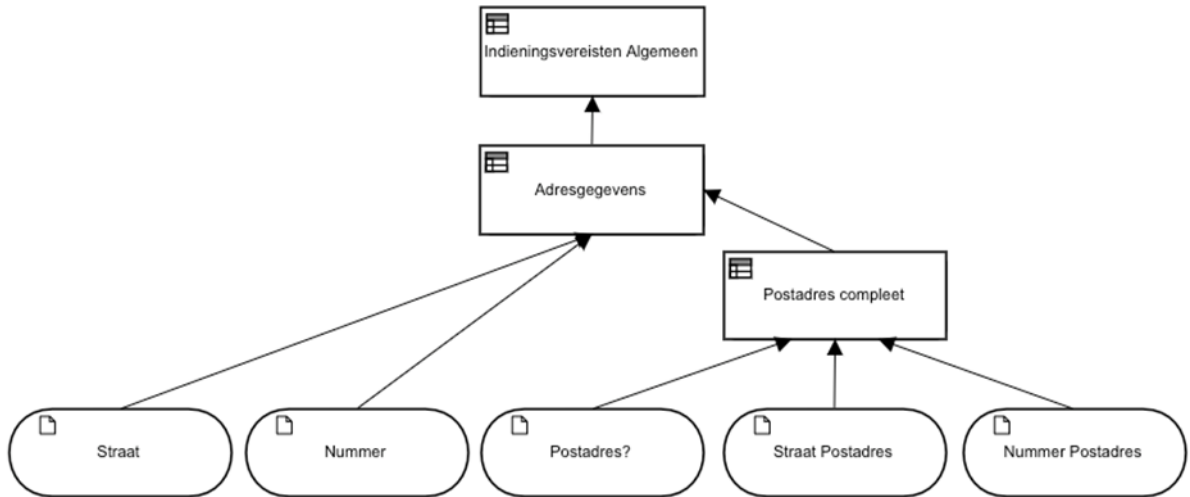 Indieningsvereisten Algemeen
Adresgegevens
Postadres compleet
Straat
Nummer
Postadres?
Straat Postadres
Nummer Postadres